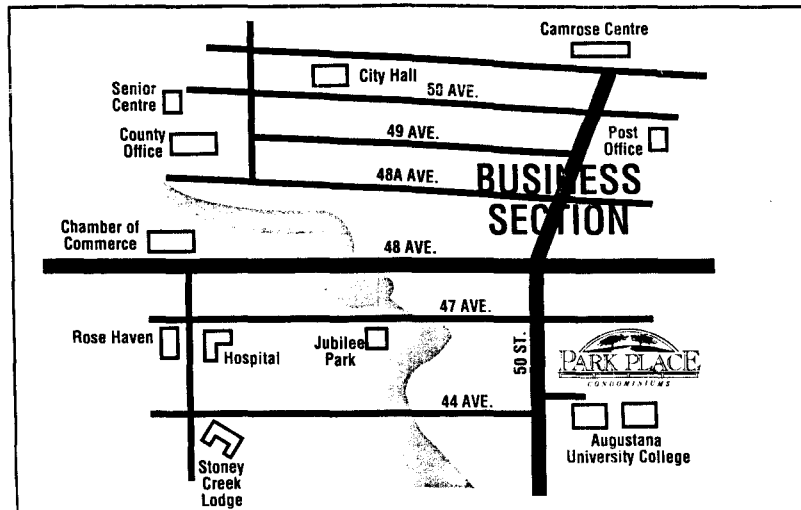 Camrose Centre
City Hall
Senior
Centre
50 AVE.
County
Office
49 AVE.
Post
Office
48A AVE.
BUSINESS
SECTION
Chamber of
Commerce
48 AVE.
47 AVE.
Rose Haven
Hospital
Jubilee
Park
50 ST.
PARK PLACE
CONDOMINIUMS
44 AVE.
Augustana
University College
Stoney
Creek
Lodge